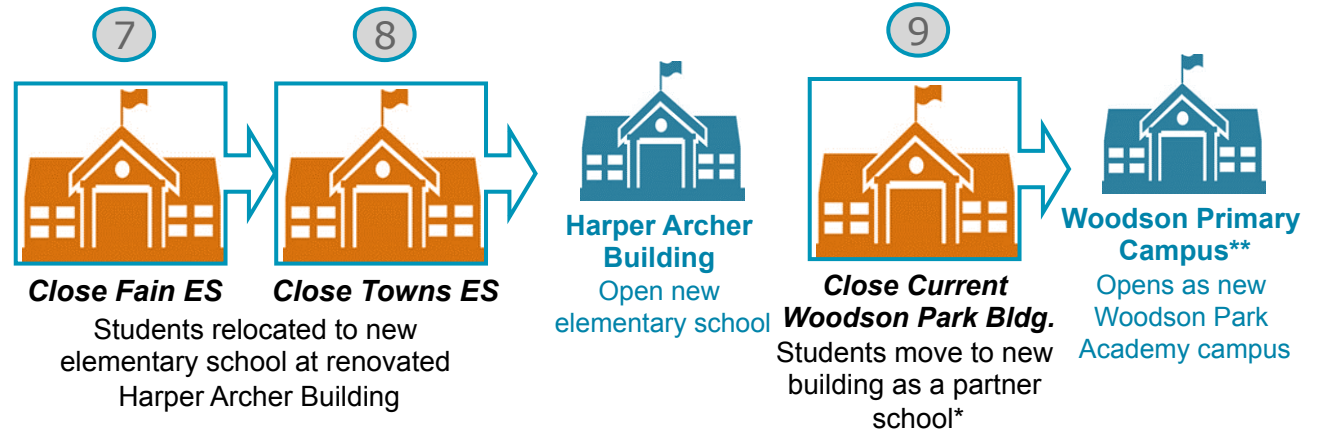 7
8
9
Close Fain ES
Close Towns ES
Students relocated to new
elementary school at renovated
Harper Archer Building
Harper Archer
Building
Open new
elementary school
Close Current
Woodson Park Bldg.
Students move to new
building as a partner
school*
Woodson Primary
Campus**
Opens as new
Woodson Park
Academy campus